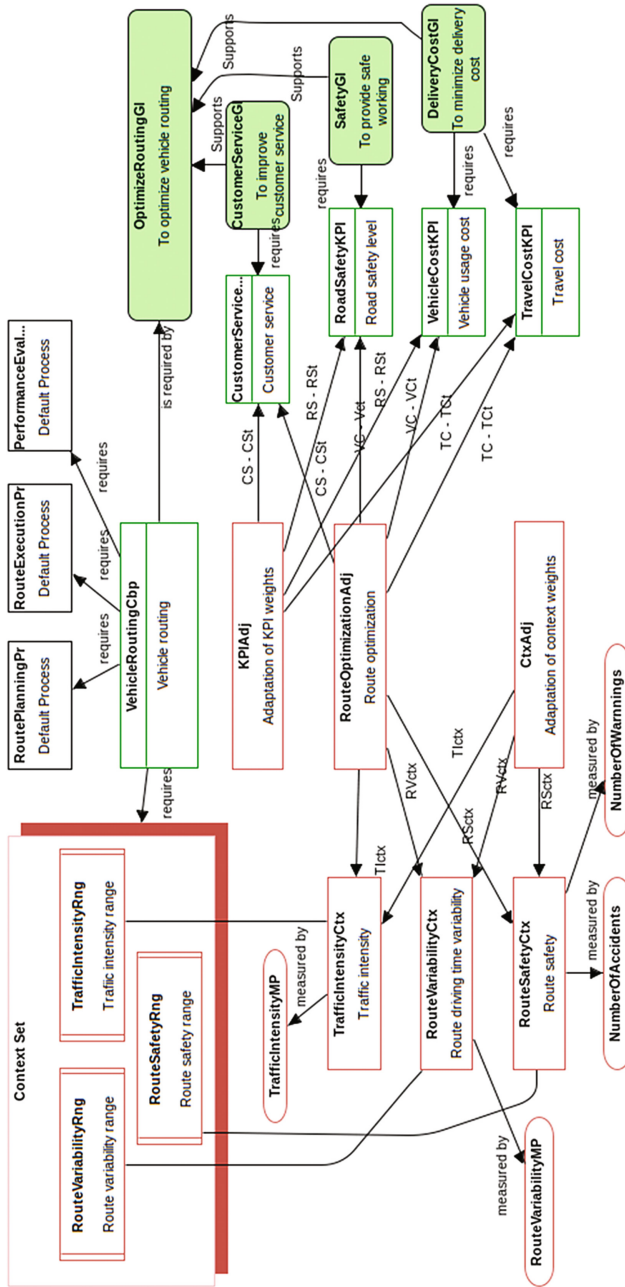 Context Set
RouteVariabilityRng
Route variability range
TrafficIntensityRng
Traffic intensity range
RouteSafetyRng
Route safety range
RoutePlanningPr
Default Process
RouteExecutionPr
Default Process
PerformanceEval...
Default Process
requires
requires
requires
requires
VehicleRoutingCbp
Vehicle routing
is required by
OptimizeRoutingGl
To optimize vehicle routing
Supports
Supports
Supports
CustomerServiceGl
To improve
customer service
SafetyGl
To provide safe
working
DeliveryCostGl
To minimize delivery
cost
requires
requires
requires
requires
CustomerService...
Customer service
RoadSafetyKPI
Road safety level
VehicleCostKPI
Vehicle usage cost
TravelCostKPI
Travel cost
KPIAdj
Adaptation of KPI weights
RouteOptimizationAdj
Route optimization
CtxAdj
Adaptation of context weights
CS - CSt
RS - RSt
CS - CSt
VC - Vct
RS - RSt
VC - VCt
TC - TCt
TC - TCt
TrafficIntensityMP
measured by
TrafficIntensityCtx
Traffic intensity
TIctx
RVctx
RSctx
TIctx
RVctx
RSctx
RouteVariabilityCtx
Route driving time variability
RouteSafetyCtx
Route safety
measured by
RouteVariabilityMP
measured by
NumberOfAccidents
measured by
NumberOfWarnnings